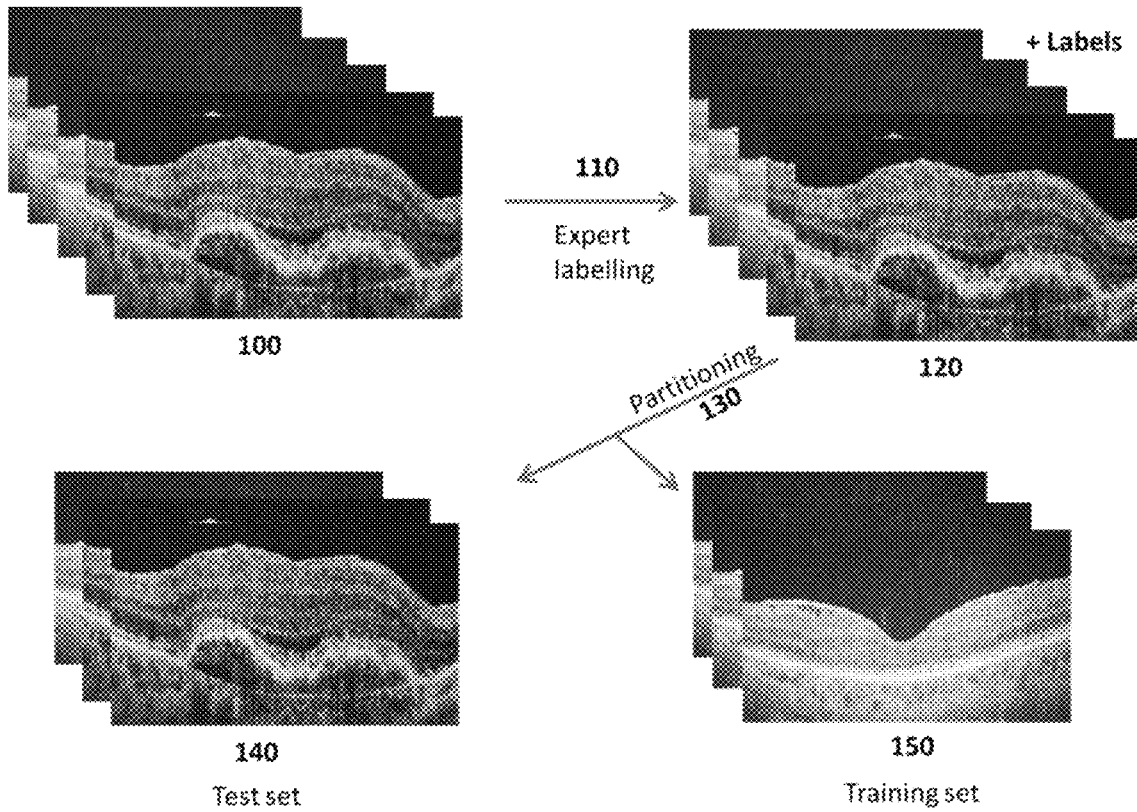 + Labels
110
Expert
labelling
100
120
Partitioning
130
140
150
Test set
Training set